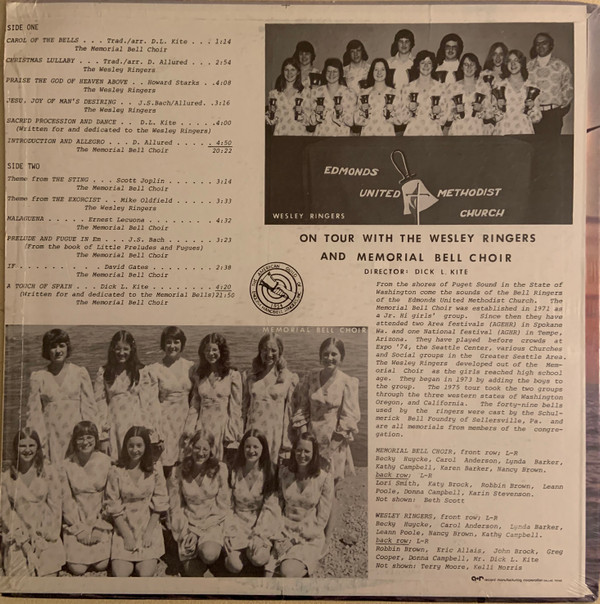 SIDE ONE
CAROL OF THE BELLS . . . Trad./arr. D.L. Kite . . . 1:14
The Memorial Bell Choir
CHRISTMAS LULLABY . . Trad./arr. D. Allured . . . 2:54
The Wesley Ringers
PRAISE THE GOD OF HEAVEN ABOVE . . Howard Starks . .4:08
The Wesley Ringers
JESU, JOY OF MAN'S DESIRING . . J.S.Bach/Allured. .3:16
The Wesley Ringers
SACRED PROCESSION AND DANCE . . D.L. Kite . . . . .4:00
(Written for and dedicated to the Wesley Ringers)
INTRODUCTION AND ALLEGRO . . . D. Allured . . . . . 4:50
The Memorial Bell Choir 20:22
SIDE TWO
Theme from THE STING . . . Scott Joplin . . . . . . . 3:14
The Memorial Bell Choir
Theme from THE EXORCIST . . Mike Oldfield . . . . . 3:33
The Wesley Ringers
MALAGUENA . . . . . Ernest Lecuona . . . . . . . . 4:32
The Memorial Bell Choir
PRELUDE AND FUGUE IN Em . . J.S. Bach . . . . . . . 3:23
(From the book of Little Preludes and Fugues)
The Memorial Bell Choir
IF . . . . . . . . . . David Gates . . . . . . . . 2:38
The Memorial Bell Choir
A TOUCH OF SPAIN . . Dick L. Kite . . . . . . . . . 4:20
(Written for and dedicated to the Memorial Bells)21:50
The Memorial Bell Choir
EDMONDS
UNITED METHODIST
CHURCH
WESLEY RINGERS
ON TOUR WITH THE WESLEY RINGERS
AND MEMORIAL BELL CHOIR
DIRECTOR: DICK L. KITE
From the shores of Puget Sound in the State of
Washington come the sounds of the Bell Ringers
of the Edmonds United Methodist Church. The
Memorial Bell Choir was established in 1971 as
a Jr. Hi girls' group. Since then they have
attended two Area festivals (AGEHR) in Spokane
Wa. and one National Festival (AGHR) in Tempe,
Arizona. They have played before crowds at
Expo '74, the Seattle Center, various Churches
and Social groups in the Greater Seattle Area.
The Wesley Ringers developed out of the Mem-
orial Choir as the girls reached high school
age. They began in 1973 by adding the boys to
the group. The 1975 tour took the two groups
through the three western states of Washington
Oregon, and California. The forty-nine bells
used by the ringers were cast by the Schul-
merick Bell Foundry of Sellersville, Pa. and
are all memorials from members of the congre-
gation.
MEMORIAL BELL CHOIR
MEMORIAL BELL CHOIR, front row; L-R
Becky Huycke, Carol Anderson, Lynda Barker,
Kathy Campbell, Karen Barker, Nancy Brown.
back row; L-R
Lori Smith, Katy Brock, Robbin Brown, Leann
Poole, Donna Campbell, Karin Stevenson.
Not shown: Beth Scott
WESLEY RINGERS, front row; L-R
Becky Huycke, Carol Anderson, Lynda Barker,
Leann Poole, Nancy Brown, Kathy Campbell.
back row; L-R
Robbin Brown, Eric Allais, John Brock, Greg
Cooper, Donna Campbell, Mr. Dick L. Kite
Not shown: Terry Moore, Kelli Morris